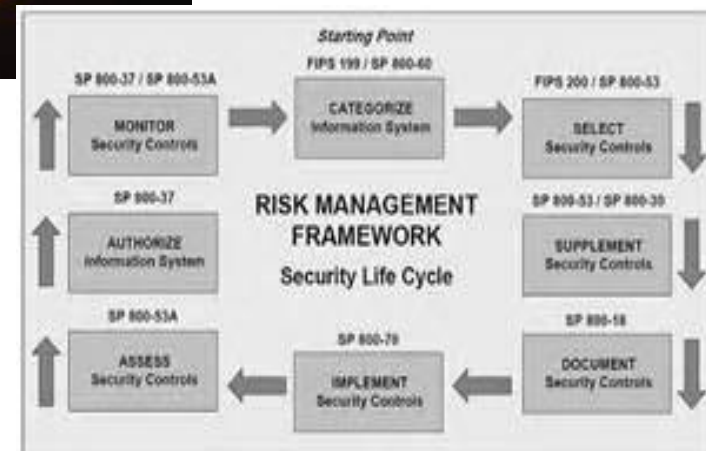 Starting Point
FIPS 199 / SP 800-60
CATEGORIZE
Information System
FIPS 200 / SP 800-53
SELECT
Security Controls
SP 800-53 / SP 800-30
SUPPLEMENT
Security Controls
SP 800-18
DOCUMENT
Security Controls
SP 800-70
IMPLEMENT
Security Controls
SP 800-53A
ASSESS
Security Controls
SP 800-37
AUTHORIZE
Information System
SP 800-37 / SP 800-53A
MONITOR
Security Controls
RISK MANAGEMENT
FRAMEWORK
Security Life Cycle